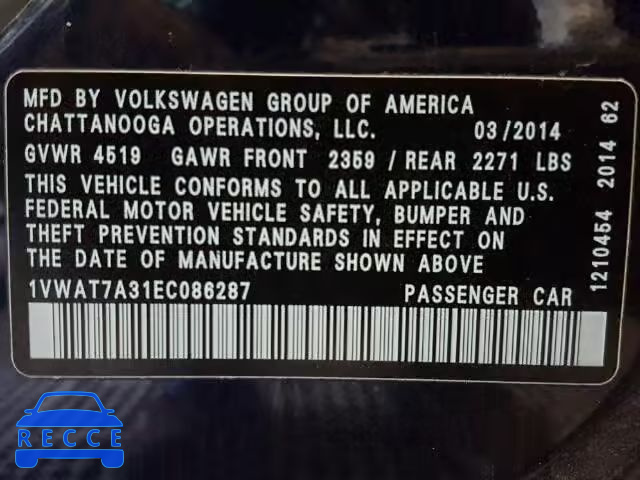 MFD BY VOLKSWAGEN GROUP OF AMERICA
CHATTANOOGA OPERATIONS, LLC. 03/2014
GVWR 4519 GAWR FRONT 2359 / REAR 2271 LBS
THIS VEHICLE CONFORMS TO ALL APPLICABLE U.S.
FEDERAL MOTOR VEHICLE SAFETY, BUMPER AND
THEFT PREVENTION STANDARDS IN EFFECT ON
THE DATE OF MANUFACTURE SHOWN ABOVE.
1VWAT7A31EC086287 PASSENGER CAR
1210454 2014 62
RECCE